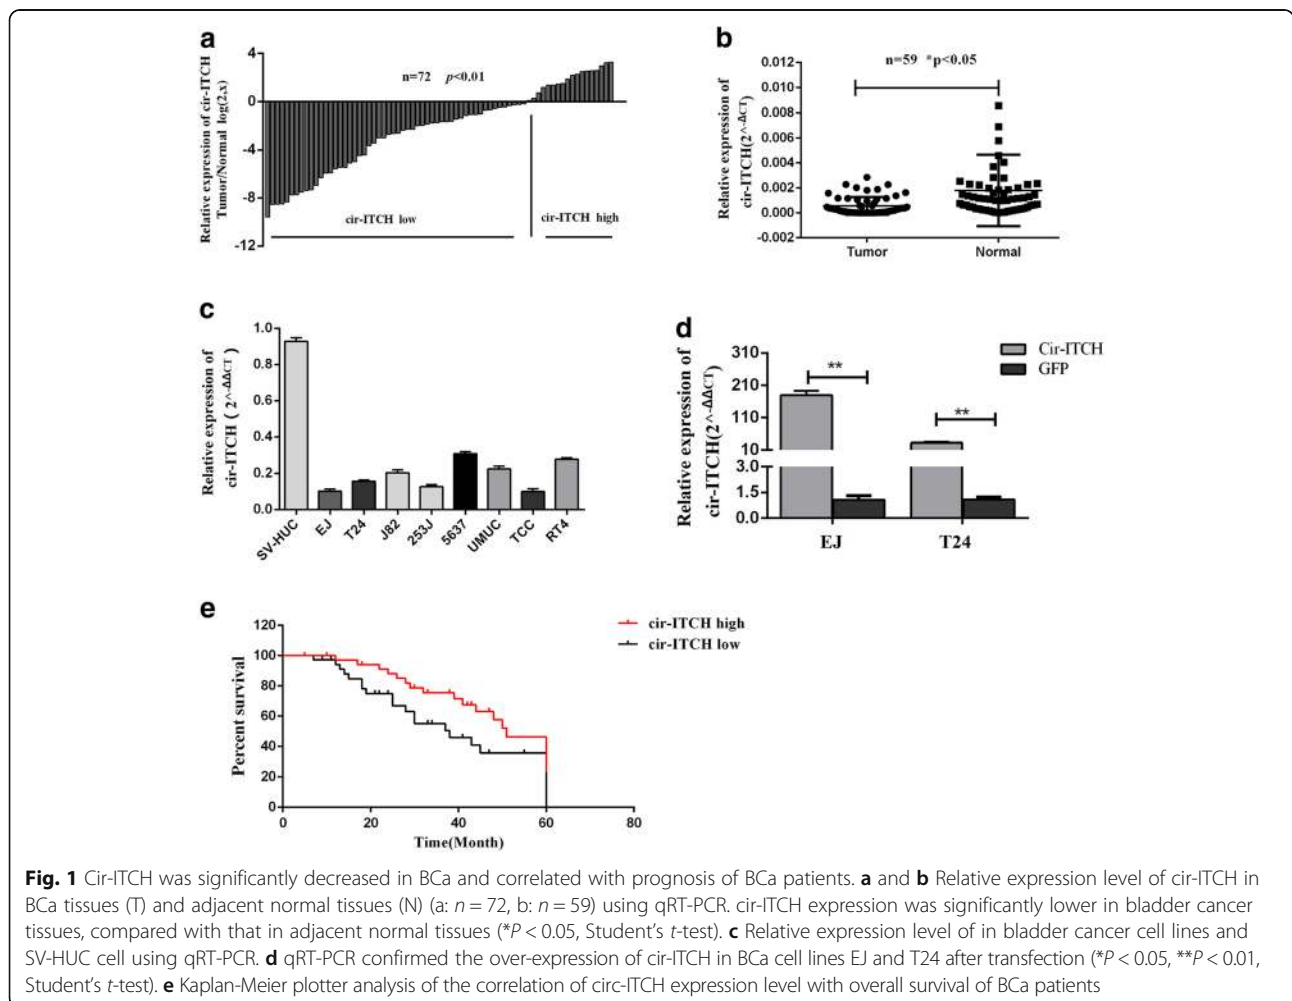 a
Relative expression of cir-ITCH
Tumor/Normal log(2,x)
4
0
-4
-8
-12
n=72 p<0.01
cir-ITCH low
cir-ITCH high
b
Relative expression of
cir-ITCH(2^-ΔCT)
0.012
0.010
0.008
0.006
0.004
0.002
0.000
-0.002
n=59 *p<0.05
Tumor
Normal
c
Relative expression of
cir-ITCH ( 2^-ΔΔCT)
1.0
0.8
0.6
0.4
0.2
0.0
SV-HUC
EJ
T24
J82
253J
5637
UMUC
TCC
RT4
d
Relative expression of
cir-ITCH(2^-ΔΔCT)
310
210
110
10
3.0
1.5
0.0
**
**
Cir-ITCH
GFP
EJ
T24
e
Percent survival
120
100
80
60
40
20
0
0
20
40
60
80
Time(Month)
cir-ITCH high
cir-ITCH low
Fig. 1 Cir-ITCH was significantly decreased in BCa and correlated with prognosis of BCa patients. a and b Relative expression level of cir-ITCH in
BCa tissues (T) and adjacent normal tissues (N) (a: n = 72, b: n = 59) using qRT-PCR. cir-ITCH expression was significantly lower in bladder cancer
tissues, compared with that in adjacent normal tissues (*P < 0.05, Student's t-test). c Relative expression level of in bladder cancer cell lines and
SV-HUC cell using qRT-PCR. d qRT-PCR confirmed the over-expression of cir-ITCH in BCa cell lines EJ and T24 after transfection (*P < 0.05, **P < 0.01,
Student's t-test). e Kaplan-Meier plotter analysis of the correlation of circ-ITCH expression level with overall survival of BCa patients